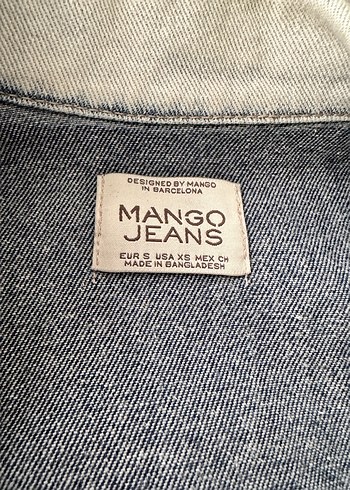 DESIGNED BY MANGO
IN BARCELONA
MANGO
JEANS
EUR S USA XS MEX CH
MADE IN BANGLADESH